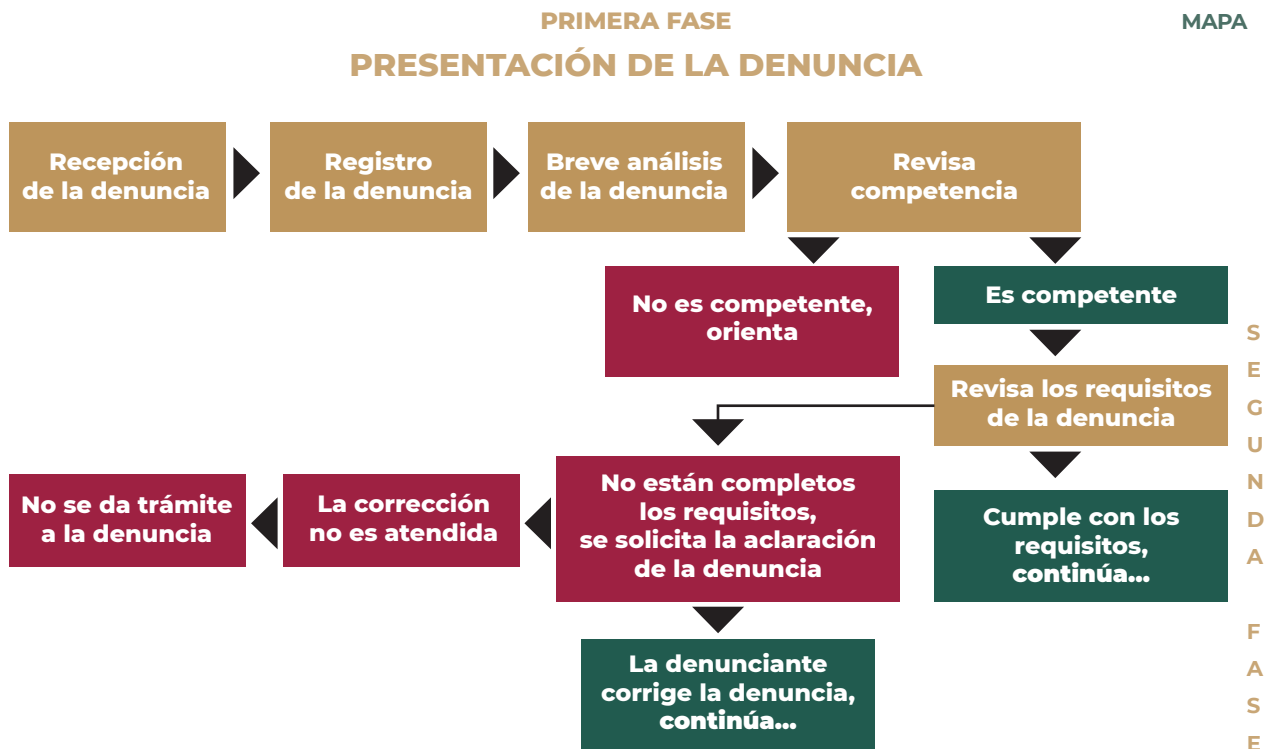 PRIMERA FASE
MAPA
PRESENTACIÓN DE LA DENUNCIA
Recepción
de la denuncia
Registro
de la denuncia
Breve análisis
de la denuncia
Revisa
competencia
No es competente,
orienta
Es competente
Revisa los requisitos
de la denuncia
No se da trámite
a la denuncia
La corrección
no es atendida
No están completos
los requisitos,
se solicita la aclaración
de la denuncia
Cumple con los
requisitos,
continúa...
La denunciante
corrige la denuncia,
continúa...
S
E
G
U
N
D
A
F
A
S
E